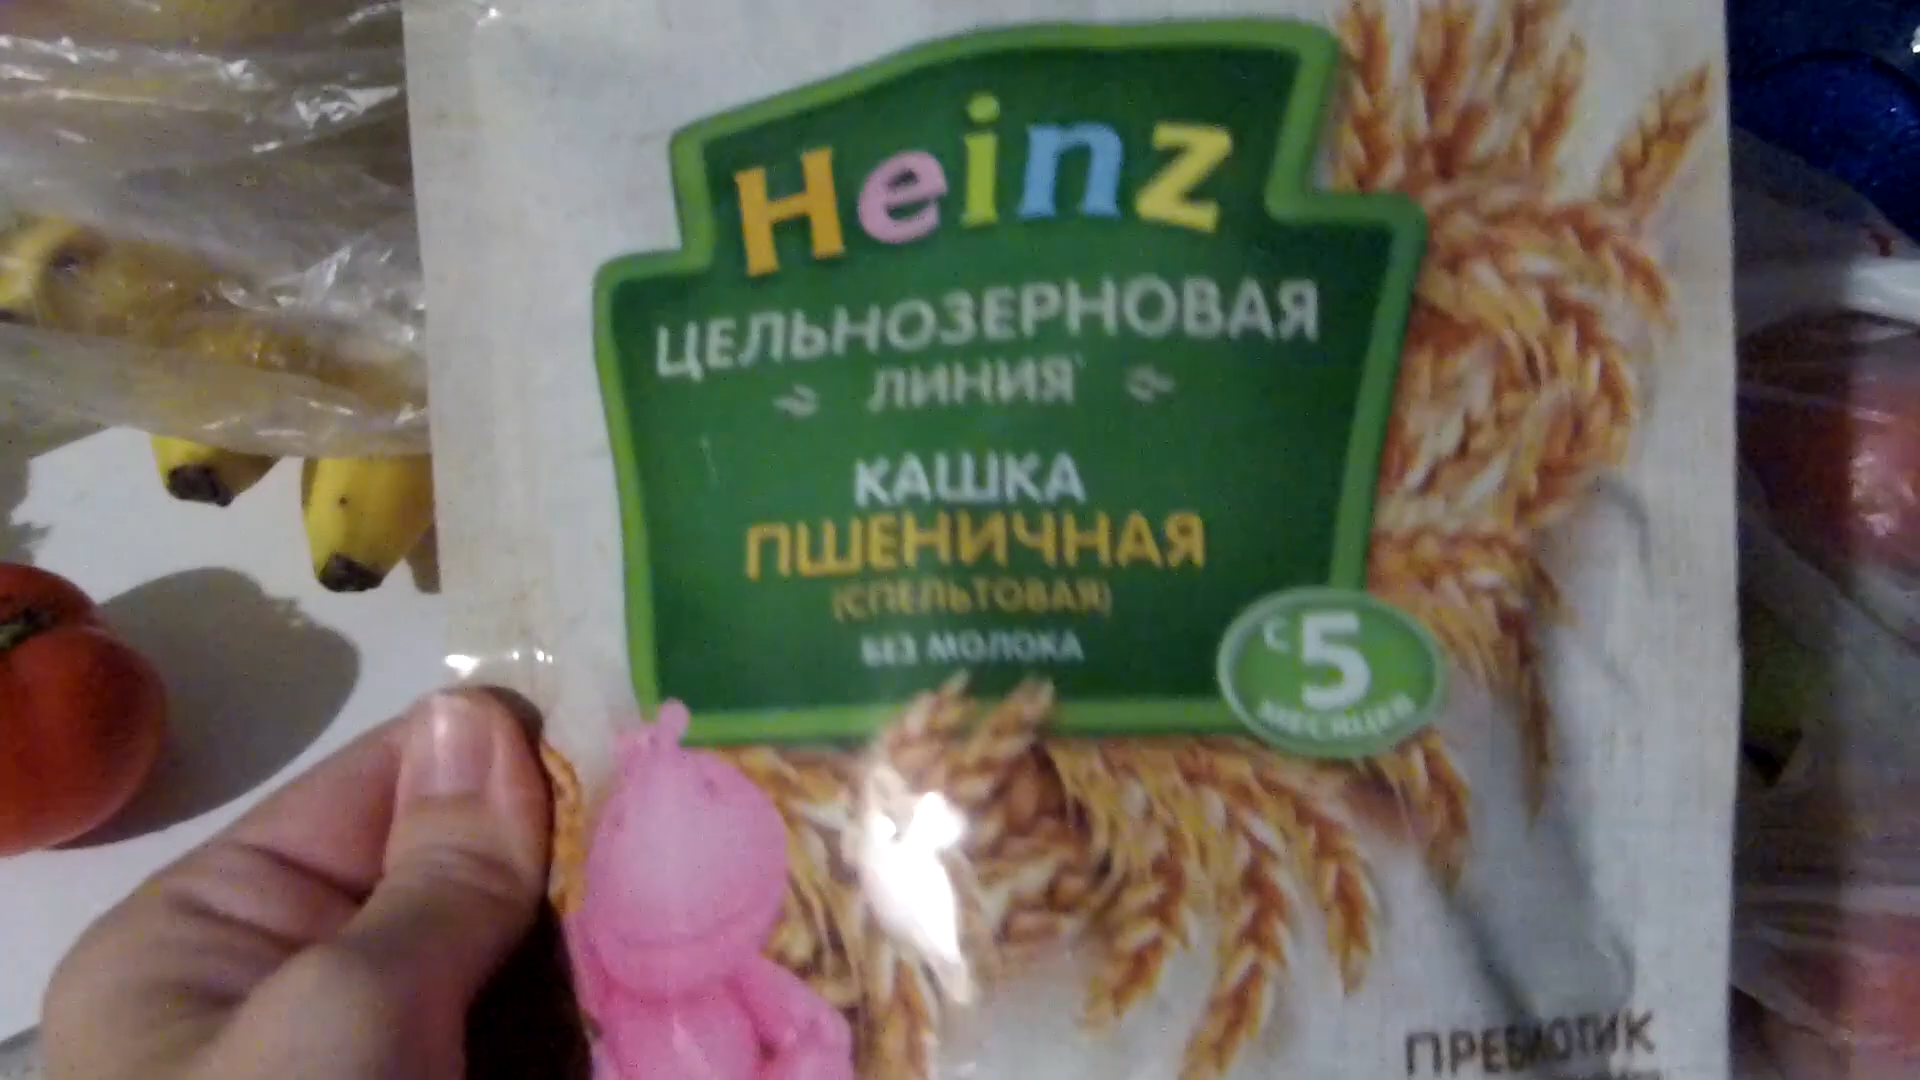 Heinz
ЦЕЛЬНОЗЕРНОВАЯ
ЛИНИЯ
КАШКА
ПШЕНИЧНАЯ
(СПЕЛЬТОВАЯ)
БЕЗ МОЛОКА
С 5
МЕСЯЦЕВ
ПРЕБИОТИК